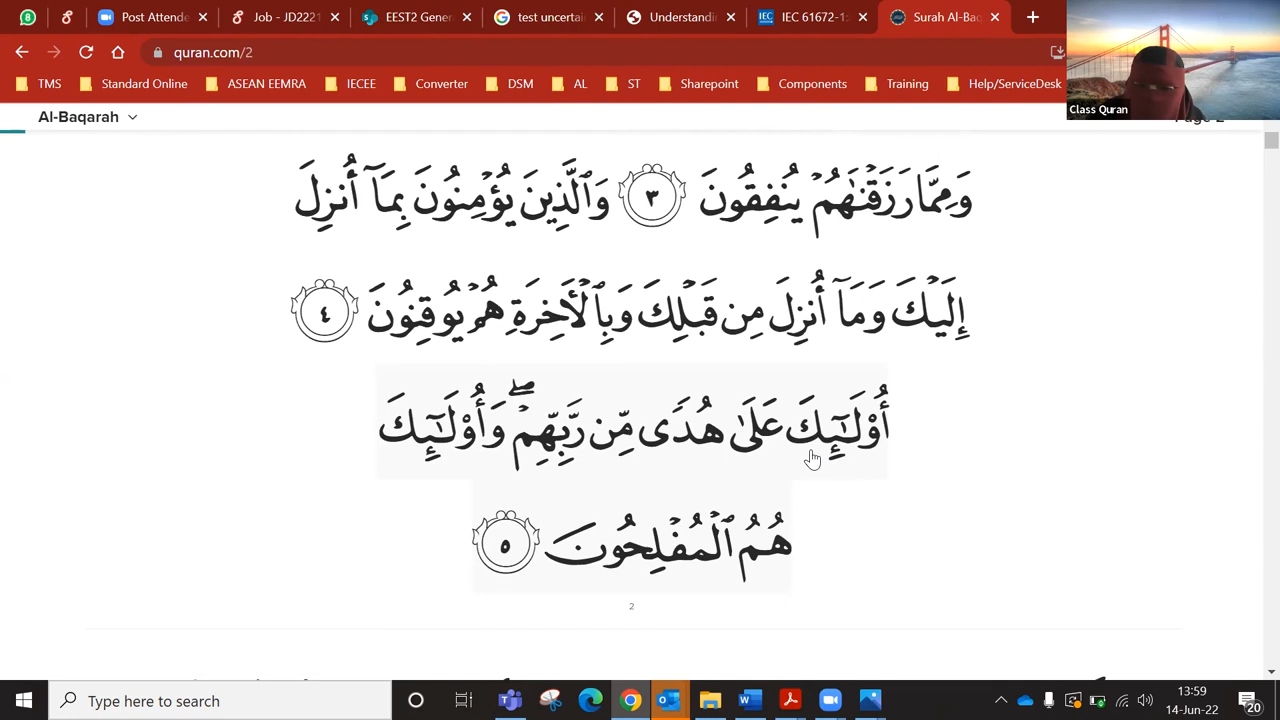 Post Attende
Job - JD2221
EEST2 Gener
test uncertain
Understandin
IEC 61672-1:
Surah Al-Baq
quran.com/2
TMS
Standard Online
ASEAN EEMRA
IECEE
Converter
DSM
AL
ST
Sharepoint
Components
Training
Help/ServiceDesk
Class Quran
Al-Baqarah
Page 2
وَمِمَّا رَزَقۡنَٰهُمۡ يُنفِقُونَ ٣ وَٱلَّذِينَ يُؤۡمِنُونَ بِمَآ أُنزِلَ
إِلَيۡكَ وَمَآ أُنزِلَ مِن قَبۡلِكَ وَبِٱلۡأٓخِرَةِ هُمۡ يُوقِنُونَ ٤
أُوْلَٰٓئِكَ عَلَىٰ هُدٗى مِّن رَّبِّهِمۡۖ وَأُوْلَٰٓئِكَ
هُمُ ٱلۡمُفۡلِحُونَ ٥
2
Type here to search
13:59
14-Jun-22
20